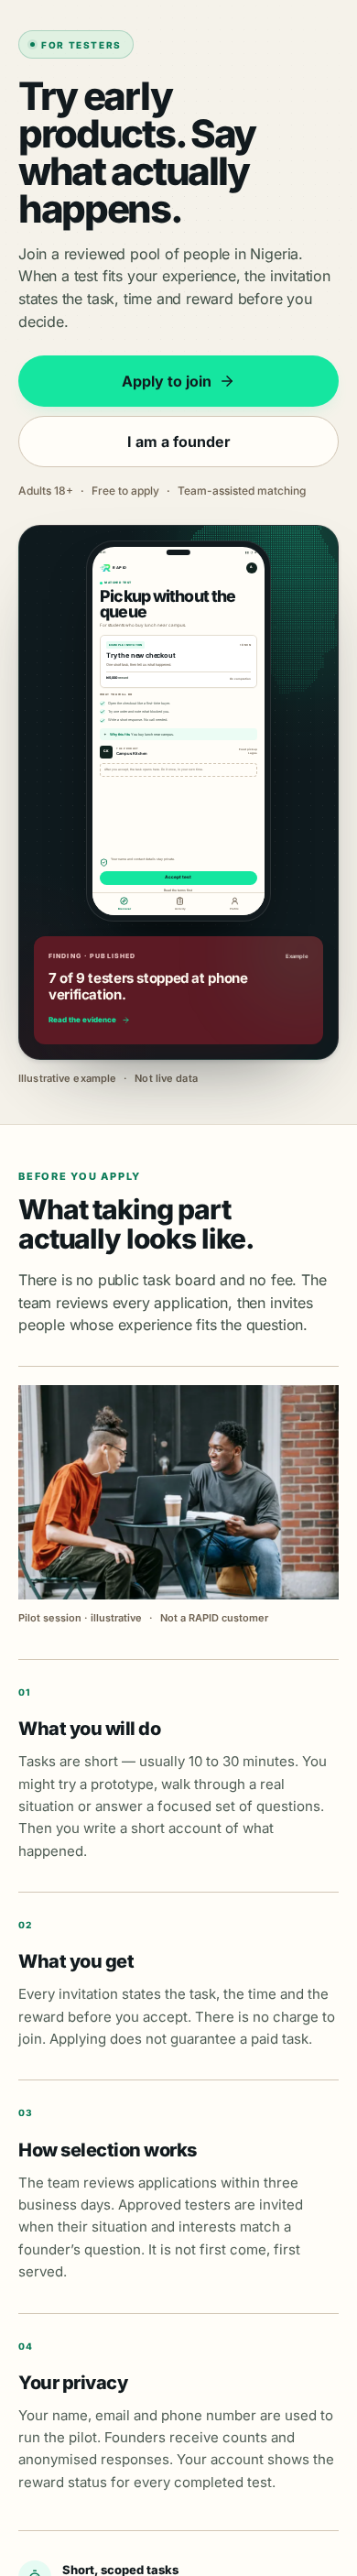 FOR TESTERS
Try early
products. Say
what actually
happens.
Join a reviewed pool of people in Nigeria.
When a test fits your experience, the invitation
states the task, time and reward before you
decide.
Apply to join →
I am a founder
Adults 18+ · Free to apply · Team-assisted matching
RAPID
MATCHED TEST
Pickup without the
queue
For students who buy lunch near campus.
Try the new checkout
Campus Kitchen
Accept test
FINDING · PUBLISHED
Example
7 of 9 testers stopped at phone
verification.
Read the evidence →
Illustrative example · Not live data
BEFORE YOU APPLY
What taking part
actually looks like.
There is no public task board and no fee. The
team reviews every application, then invites
people whose experience fits the question.
Pilot session · illustrative · Not a RAPID customer
01
What you will do
Tasks are short — usually 10 to 30 minutes. You
might try a prototype, walk through a real
situation or answer a focused set of questions.
Then you write a short account of what
happened.
02
What you get
Every invitation states the task, the time and the
reward before you accept. There is no charge to
join. Applying does not guarantee a paid task.
03
How selection works
The team reviews applications within three
business days. Approved testers are invited
when their situation and interests match a
founder’s question. It is not first come, first
served.
04
Your privacy
Your name, email and phone number are used to
run the pilot. Founders receive counts and
anonymised responses. Your account shows the
reward status for every completed test.
Short, scoped tasks